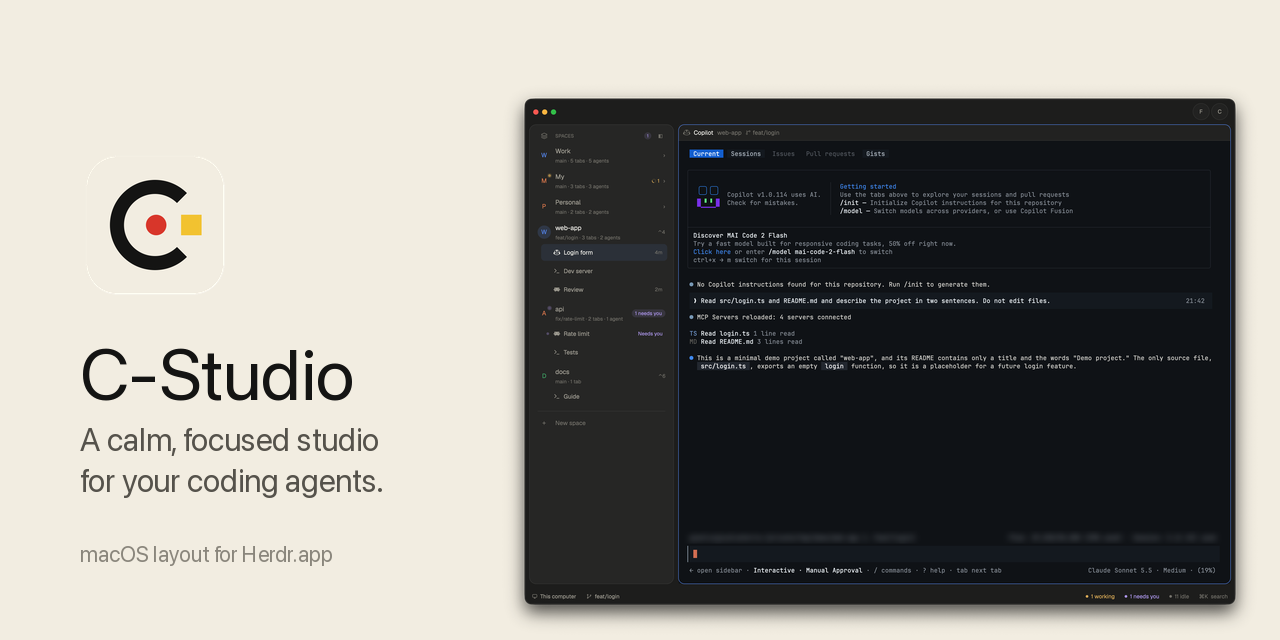 C-Studio
A calm, focused studio
for your coding agents.
macOS layout for Herdr.app
F C
SPACES
Work
main · 5 tabs · 5 agents
My
main · 3 tabs · 3 agents
Personal
main · 2 tabs · 2 agents
web-app
feat/login · 3 tabs · 2 agents
Login form 4m
Dev server
Review 2m
api 1 needs you
fix/rate-limit · 2 tabs · 1 agent
Rate limit Needs you
Tests
docs
main · 1 tab
Guide
+ New space
Copilot web-app feat/login
Current Sessions Issues Pull requests Gists
Copilot v1.0.114 uses AI.
Check for mistakes.
Getting started
Use the tabs above to explore your sessions and pull requests
/init — Initialize Copilot instructions for this repository
/model — Switch models across providers, or use Copilot Fusion
Discover MAI Code 2 Flash
Try a fast model built for responsive coding tasks, 50% off right now.
Click here or enter /model mai-code-2-flash to switch
ctrl+x → m switch for this session
● No Copilot instructions found for this repository. Run /init to generate them.
❯ Read src/login.ts and README.md and describe the project in two sentences. Do not edit files. 21:42
● MCP Servers reloaded: 4 servers connected
TS Read login.ts 1 line read
MD Read README.md 3 lines read
● This is a minimal demo project called "web-app", and its README contains only a title and the words "Demo project." The only source file,
src/login.ts , exports an empty login function, so it is a placeholder for a future login feature.
← open sidebar · Interactive · Manual Approval · / commands · ? help · tab next tab Claude Sonnet 5.5 · Medium · (19%)
This computer feat/login ● 1 working ● 1 needs you ● 11 idle ⌘K search